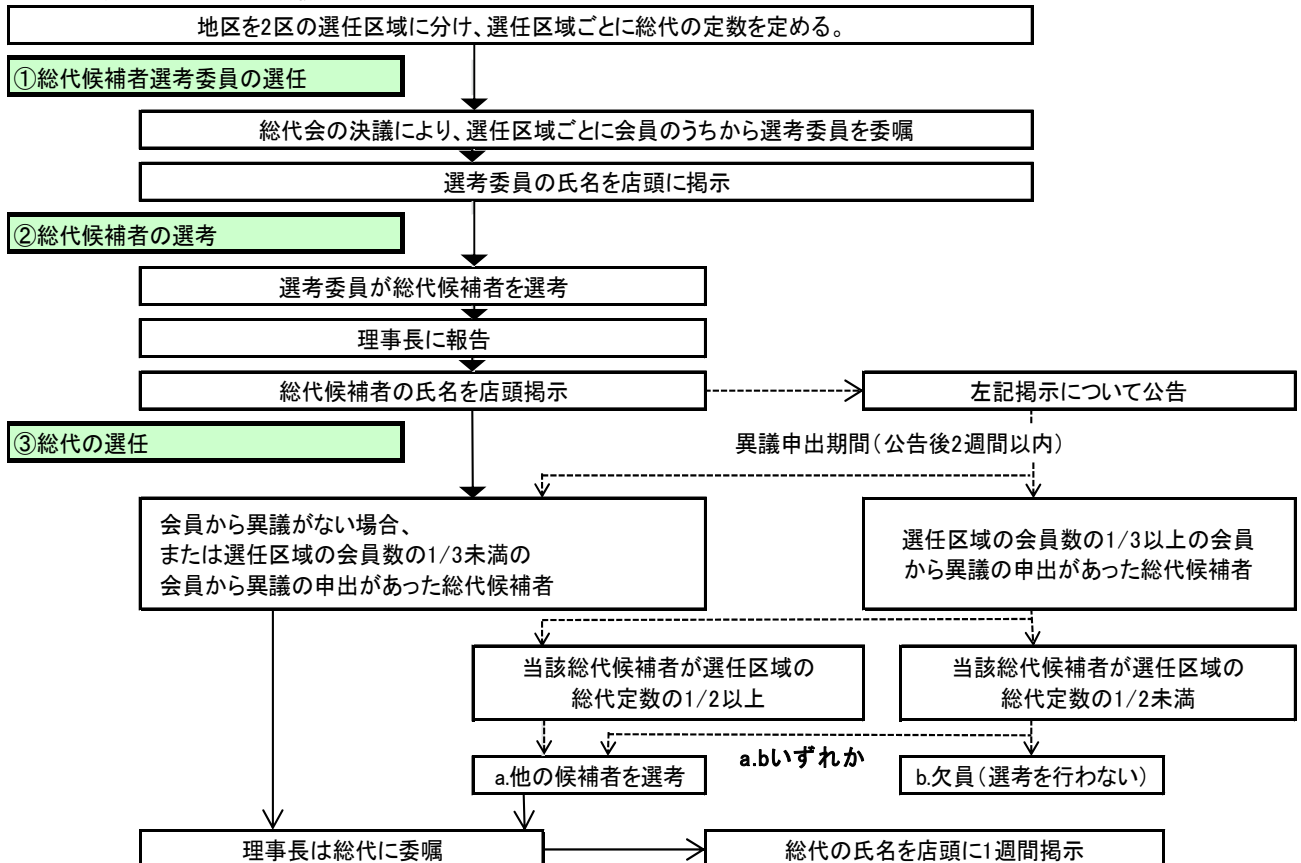 地区を2区の選任区域に分け、選任区域ごとに総代の定数を定める。
①総代候補者選考委員の選任
総代会の決議により、選任区域ごとに会員のうちから選考委員を委嘱
選考委員の氏名を店頭に掲示
②総代候補者の選考
選考委員が総代候補者を選考
理事長に報告
総代候補者の氏名を店頭掲示
左記掲示について公告
③総代の選任
異議申出期間(公告後2週間以内)
会員から異議がない場合、
または選任区域の会員数の1/3未満の
会員から異議の申出があった総代候補者
選任区域の会員数の1/3以上の会員
から異議の申出があった総代候補者
当該総代候補者が選任区域の
総代定数の1/2以上
当該総代候補者が選任区域の
総代定数の1/2未満
a.bいずれか
a.他の候補者を選考
b.欠員(選考を行わない)
理事長は総代に委嘱
総代の氏名を店頭に1週間掲示